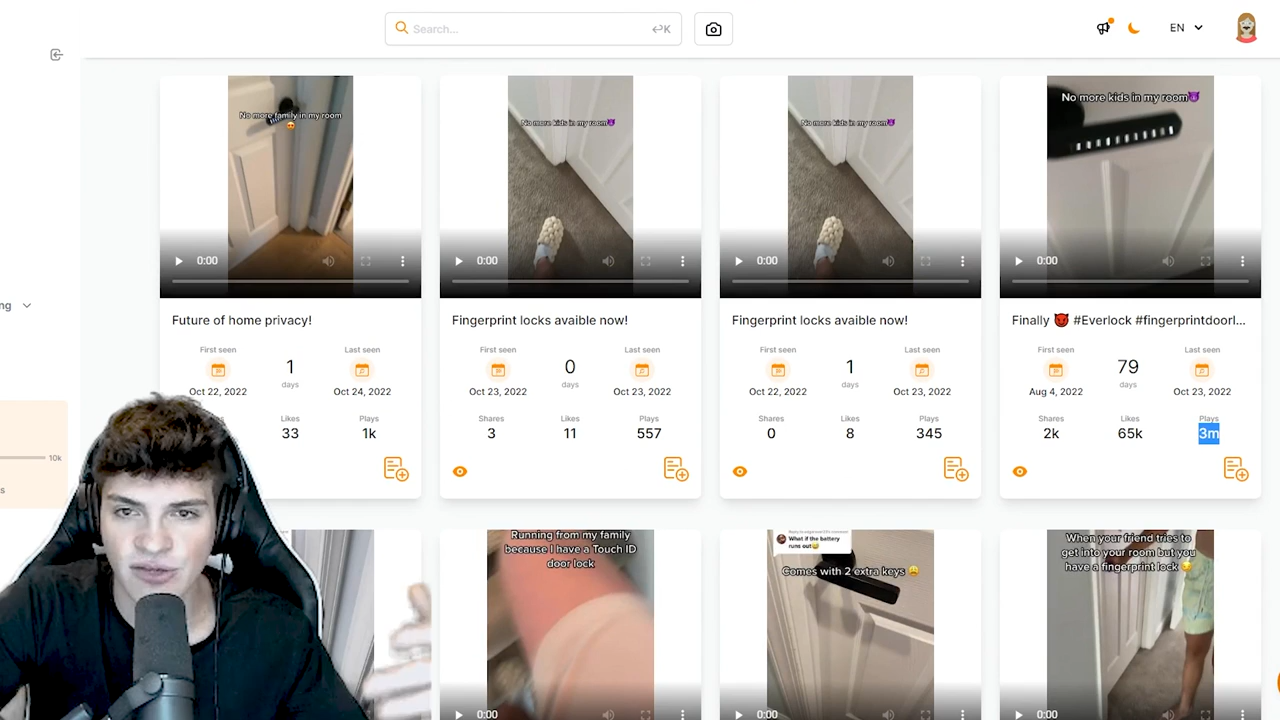 Search...
K
EN
No more family in my room
No more kids in my room😈
No more kids in my room😈
No more kids in my room😈
0:00
0:00
0:00
0:00
Future of home privacy!
Fingerprint locks avaible now!
Fingerprint locks avaible now!
Finally 😈 #Everlock #fingerprintdoorl...
ng
First seen
Last seen
First seen
Last seen
First seen
Last seen
First seen
Last seen
1
days
0
days
1
days
79
days
Oct 22, 2022
Oct 24, 2022
Oct 23, 2022
Oct 23, 2022
Oct 22, 2022
Oct 23, 2022
Aug 4, 2022
Oct 23, 2022
Likes
Plays
Shares
Likes
Plays
Shares
Likes
Plays
Shares
Likes
Plays
33
1k
3
11
557
0
8
345
2k
65k
3m
10k
s
Running from my family
because I have a Touch ID
door lock
What if the battery
runs out
Comes with 2 extra keys 😩
When your friend tries to
get into your room but you
have a fingerprint lock 😏
0:00
0:00
0:00